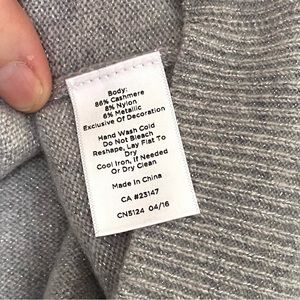 Body:
86% Cashmere
8% Nylon
6% Metallic
Exclusive Of Decoration
Hand Wash Cold
Do Not Bleach
Reshape, Lay Flat To
Dry
Cool Iron, If Needed
Or Dry Clean
Made In China
CA #23147
CN5124 04/16